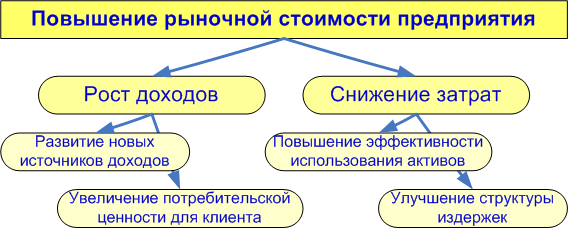 Повышение рыночной стоимости предприятия
Рост доходов
Снижение затрат
Развитие новых
источников доходов
Повышение эффективности
использования активов
Увеличение потребительской
ценности для клиента
Улучшение структуры
издержек